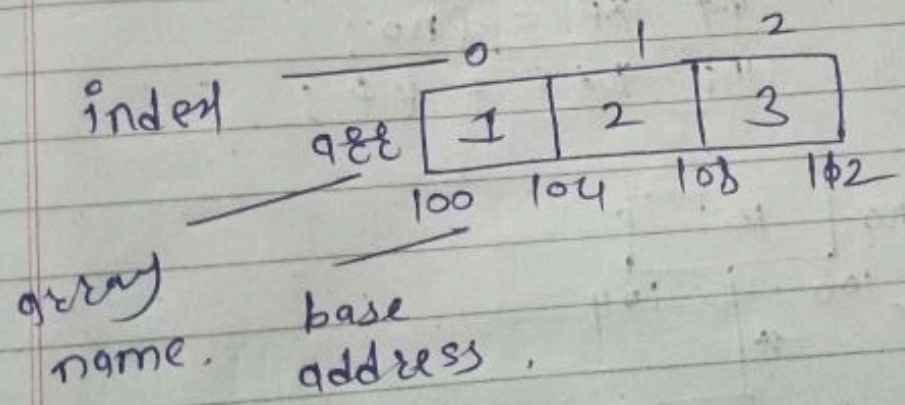 index 0 1 2
arr 1 2 3
100 104 108 112
array
name.
base
address.